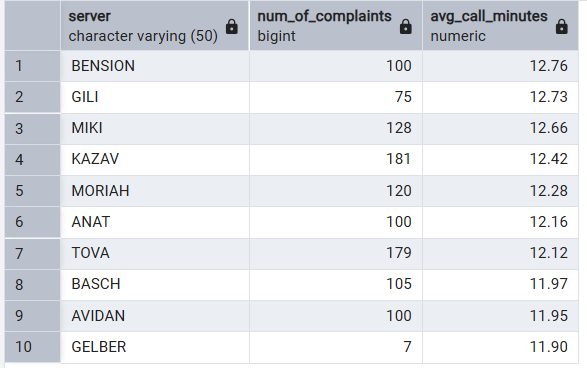 server num_of_complaints avg_call_minutes
character varying (50) bigint numeric
1 BENSION 100 12.76
2 GILI 75 12.73
3 MIKI 128 12.66
4 KAZAV 181 12.42
5 MORIAH 120 12.28
6 ANAT 100 12.16
7 TOVA 179 12.12
8 BASCH 105 11.97
9 AVIDAN 100 11.95
10 GELBER 7 11.90